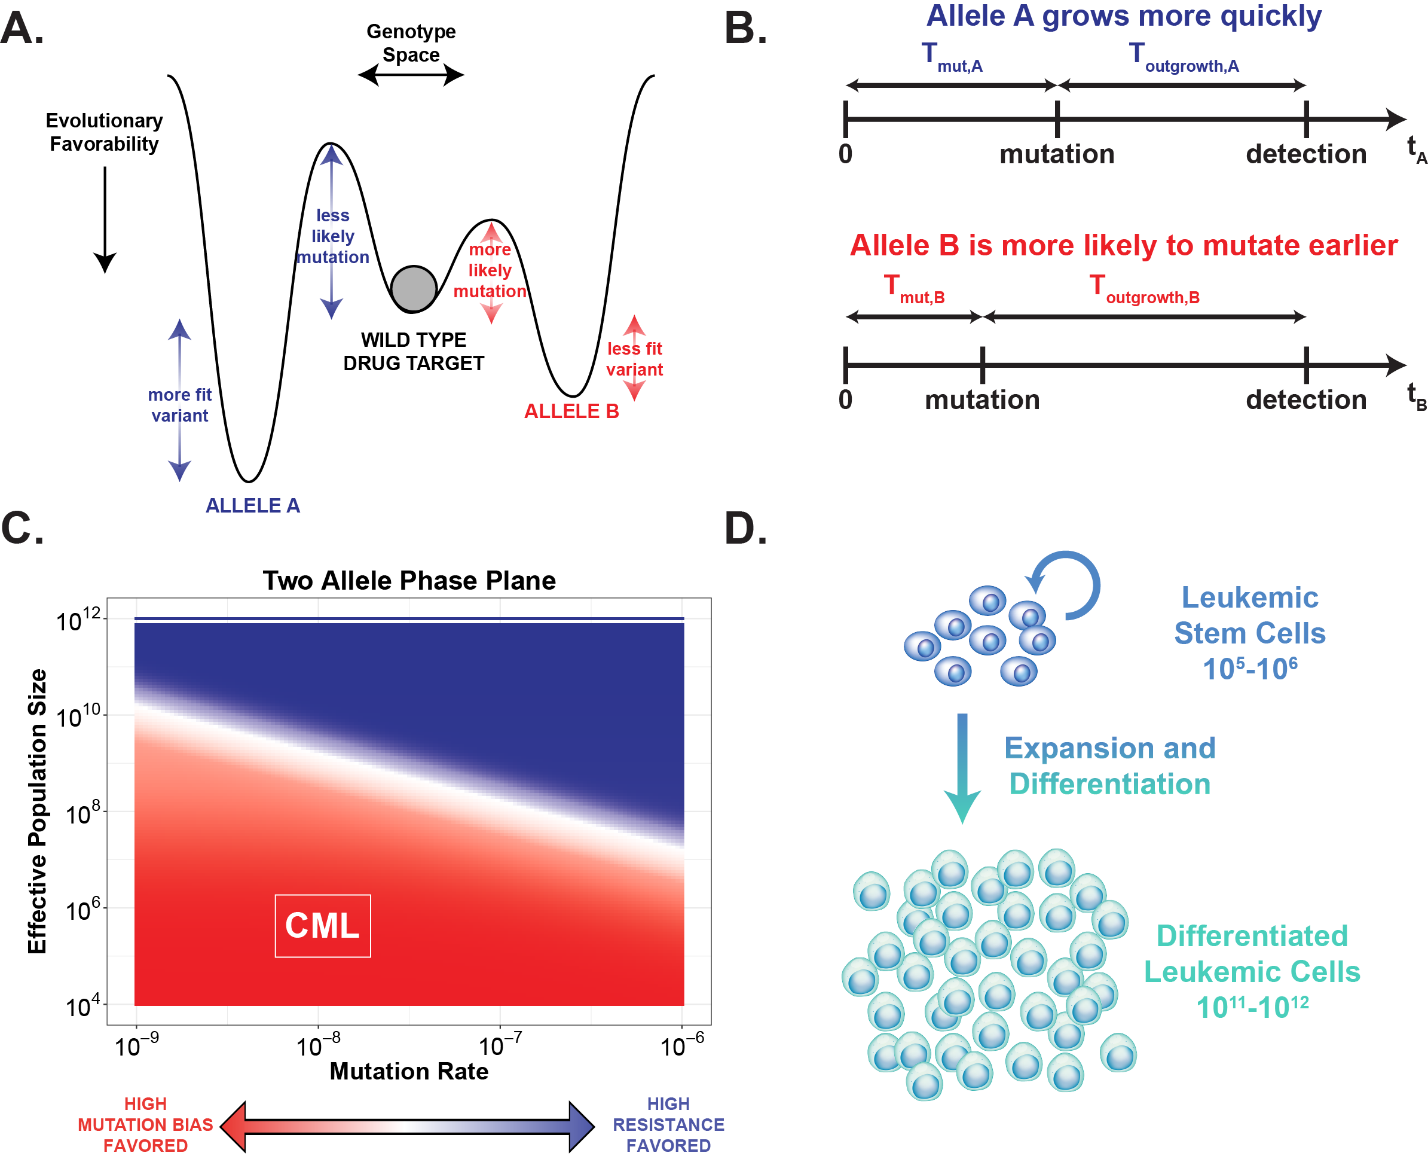 A.
Genotype
Space
Evolutionary
Favorability
less
likely
mutation
more
likely
mutation
WILD TYPE
DRUG TARGET
more fit
variant
less fit
variant
ALLELE B
ALLELE A
B.
Allele A grows more quickly
Tmut,A
Toutgrowth,A
0
mutation
detection
tA
Allele B is more likely to mutate earlier
Tmut,B
Toutgrowth,B
0
mutation
detection
tB
C.
Two Allele Phase Plane
Effective Population Size
10¹²
10¹⁰
10⁸
10⁶
10⁴
CML
10⁻⁹
10⁻⁸
10⁻⁷
10⁻⁶
Mutation Rate
HIGH
MUTATION BIAS
FAVORED
HIGH
RESISTANCE
FAVORED
D.
Leukemic
Stem Cells
10⁵-10⁶
Expansion and
Differentiation
Differentiated
Leukemic Cells
10¹¹-10¹²